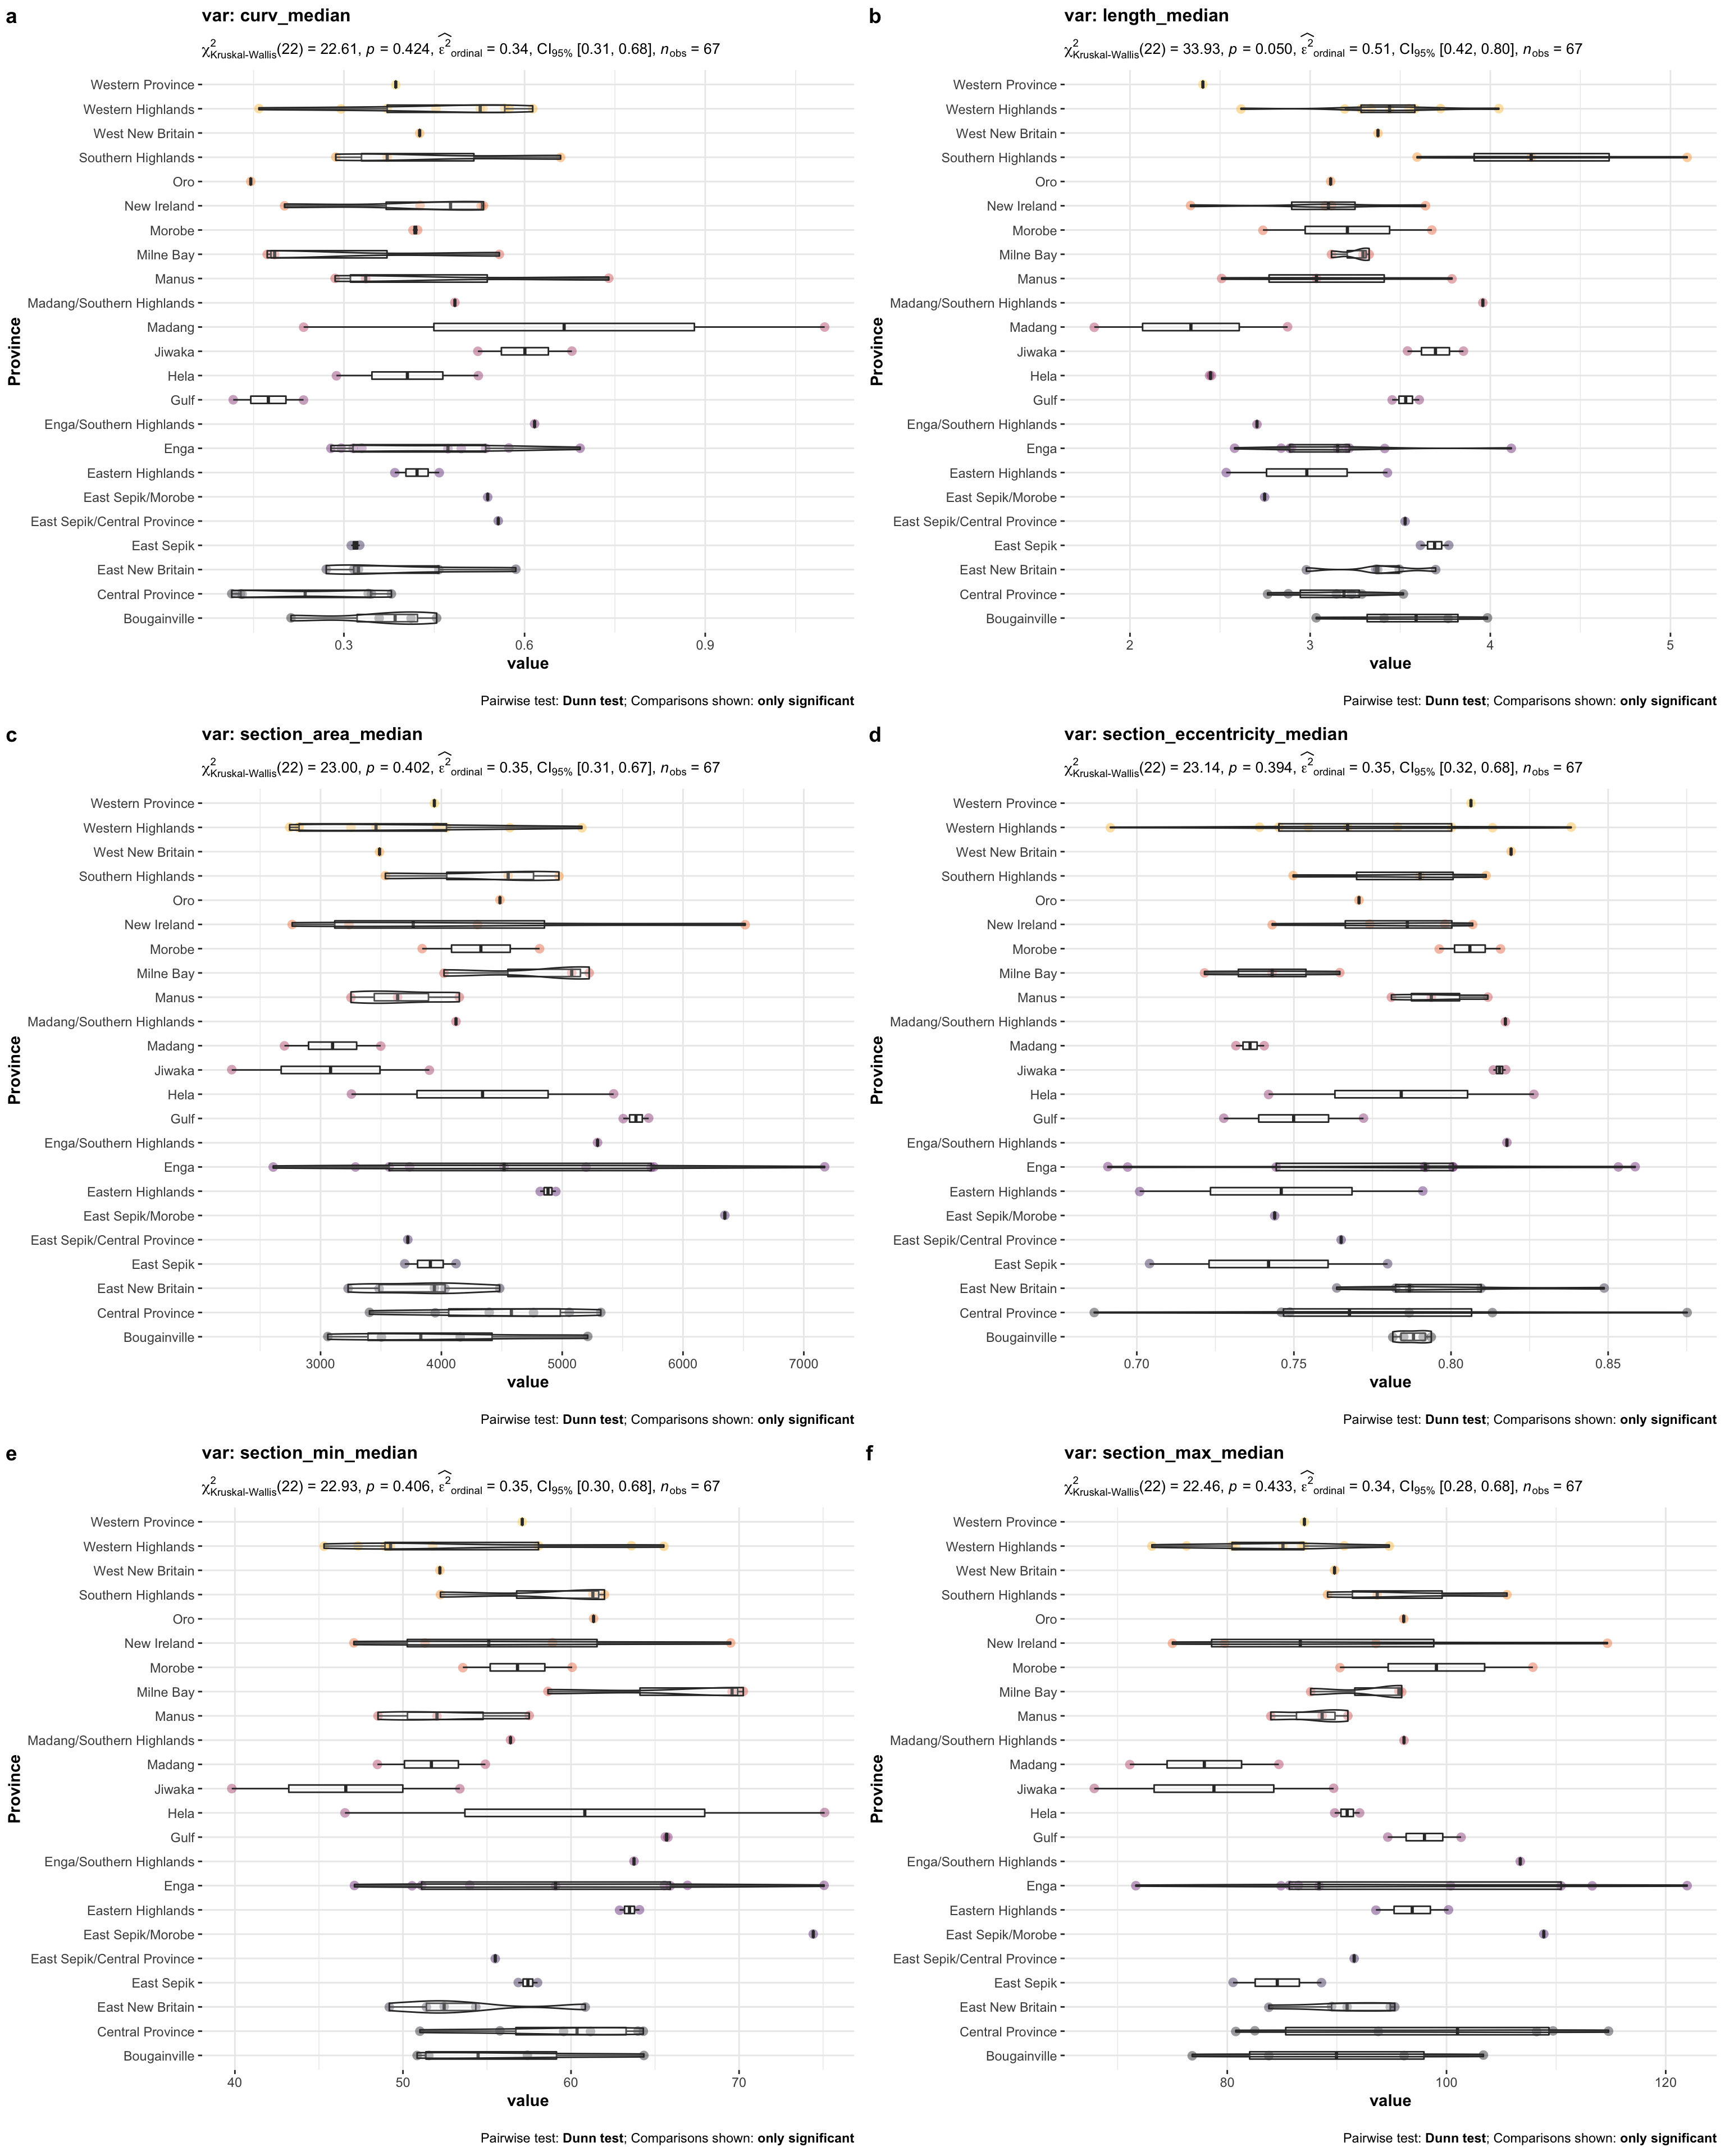 a
var: curv_median
χ²Kruskal-Wallis(22) = 22.61, p = 0.424, ε̂²ordinal = 0.34, CI95% [0.31, 0.68], nobs = 67
Western Province
Western Highlands
West New Britain
Southern Highlands
Oro
New Ireland
Morobe
Milne Bay
Manus
Madang/Southern Highlands
Madang
Jiwaka
Hela
Gulf
Enga/Southern Highlands
Enga
Eastern Highlands
East Sepik/Morobe
East Sepik/Central Province
East Sepik
East New Britain
Central Province
Bougainville
Province
0.3 0.6 0.9
value
Pairwise test: Dunn test; Comparisons shown: only significant
b
var: length_median
χ²Kruskal-Wallis(22) = 33.93, p = 0.050, ε̂²ordinal = 0.51, CI95% [0.42, 0.80], nobs = 67
Western Province
Western Highlands
West New Britain
Southern Highlands
Oro
New Ireland
Morobe
Milne Bay
Manus
Madang/Southern Highlands
Madang
Jiwaka
Hela
Gulf
Enga/Southern Highlands
Enga
Eastern Highlands
East Sepik/Morobe
East Sepik/Central Province
East Sepik
East New Britain
Central Province
Bougainville
Province
2 3 4 5
value
Pairwise test: Dunn test; Comparisons shown: only significant
c
var: section_area_median
χ²Kruskal-Wallis(22) = 23.00, p = 0.402, ε̂²ordinal = 0.35, CI95% [0.31, 0.67], nobs = 67
Western Province
Western Highlands
West New Britain
Southern Highlands
Oro
New Ireland
Morobe
Milne Bay
Manus
Madang/Southern Highlands
Madang
Jiwaka
Hela
Gulf
Enga/Southern Highlands
Enga
Eastern Highlands
East Sepik/Morobe
East Sepik/Central Province
East Sepik
East New Britain
Central Province
Bougainville
Province
3000 4000 5000 6000 7000
value
Pairwise test: Dunn test; Comparisons shown: only significant
d
var: section_eccentricity_median
χ²Kruskal-Wallis(22) = 23.14, p = 0.394, ε̂²ordinal = 0.35, CI95% [0.32, 0.68], nobs = 67
Western Province
Western Highlands
West New Britain
Southern Highlands
Oro
New Ireland
Morobe
Milne Bay
Manus
Madang/Southern Highlands
Madang
Jiwaka
Hela
Gulf
Enga/Southern Highlands
Enga
Eastern Highlands
East Sepik/Morobe
East Sepik/Central Province
East Sepik
East New Britain
Central Province
Bougainville
Province
0.70 0.75 0.80 0.85
value
Pairwise test: Dunn test; Comparisons shown: only significant
e
var: section_min_median
χ²Kruskal-Wallis(22) = 22.93, p = 0.406, ε̂²ordinal = 0.35, CI95% [0.30, 0.68], nobs = 67
Western Province
Western Highlands
West New Britain
Southern Highlands
Oro
New Ireland
Morobe
Milne Bay
Manus
Madang/Southern Highlands
Madang
Jiwaka
Hela
Gulf
Enga/Southern Highlands
Enga
Eastern Highlands
East Sepik/Morobe
East Sepik/Central Province
East Sepik
East New Britain
Central Province
Bougainville
Province
40 50 60 70
value
Pairwise test: Dunn test; Comparisons shown: only significant
f
var: section_max_median
χ²Kruskal-Wallis(22) = 22.46, p = 0.433, ε̂²ordinal = 0.34, CI95% [0.28, 0.68], nobs = 67
Western Province
Western Highlands
West New Britain
Southern Highlands
Oro
New Ireland
Morobe
Milne Bay
Manus
Madang/Southern Highlands
Madang
Jiwaka
Hela
Gulf
Enga/Southern Highlands
Enga
Eastern Highlands
East Sepik/Morobe
East Sepik/Central Province
East Sepik
East New Britain
Central Province
Bougainville
Province
80 100 120
value
Pairwise test: Dunn test; Comparisons shown: only significant